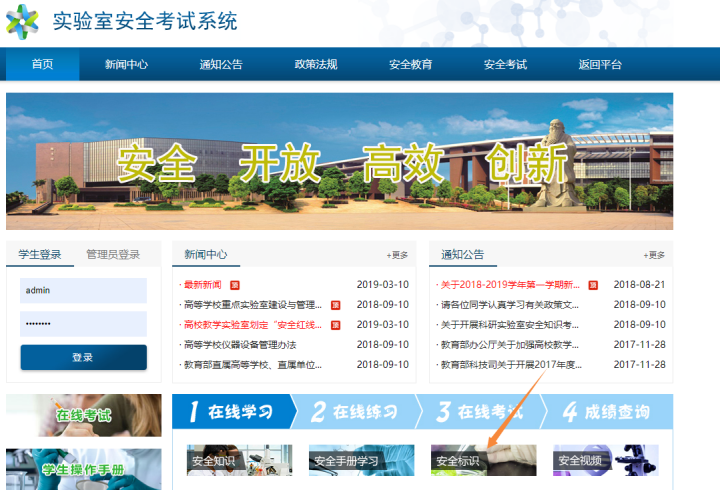 实验室安全考试系统
首页 新闻中心 通知公告 政策法规 安全教育 安全考试 返回平台
安全 开放 高效 创新
学生登录 管理员登录
admin
••••••••
登录
在线考试
学生操作手册
新闻中心 +更多
· 最新新闻 顶 2019-03-10
· 高等学校重点实验室建设与管理... 顶 2018-09-10
· 高校教学实验室划定“安全红线... 顶 2019-03-10
· 高等学校仪器设备管理办法 2018-09-10
· 教育部直属高等学校、直属单位... 2018-09-10
通知公告 +更多
· 关于2018-2019学年第一学期新... 顶 2018-08-21
· 请各位同学认真学习有关政策文... 2018-09-10
· 关于开展科研实验室安全知识考... 2018-09-10
· 教育部办公厅关于加强高校教学... 2017-11-28
· 教育部科技司关于开展2017年度... 2017-11-28
1 在线学习 2 在线练习 3 在线考试 4 成绩查询
安全知识 安全手册学习 安全标识 安全视频